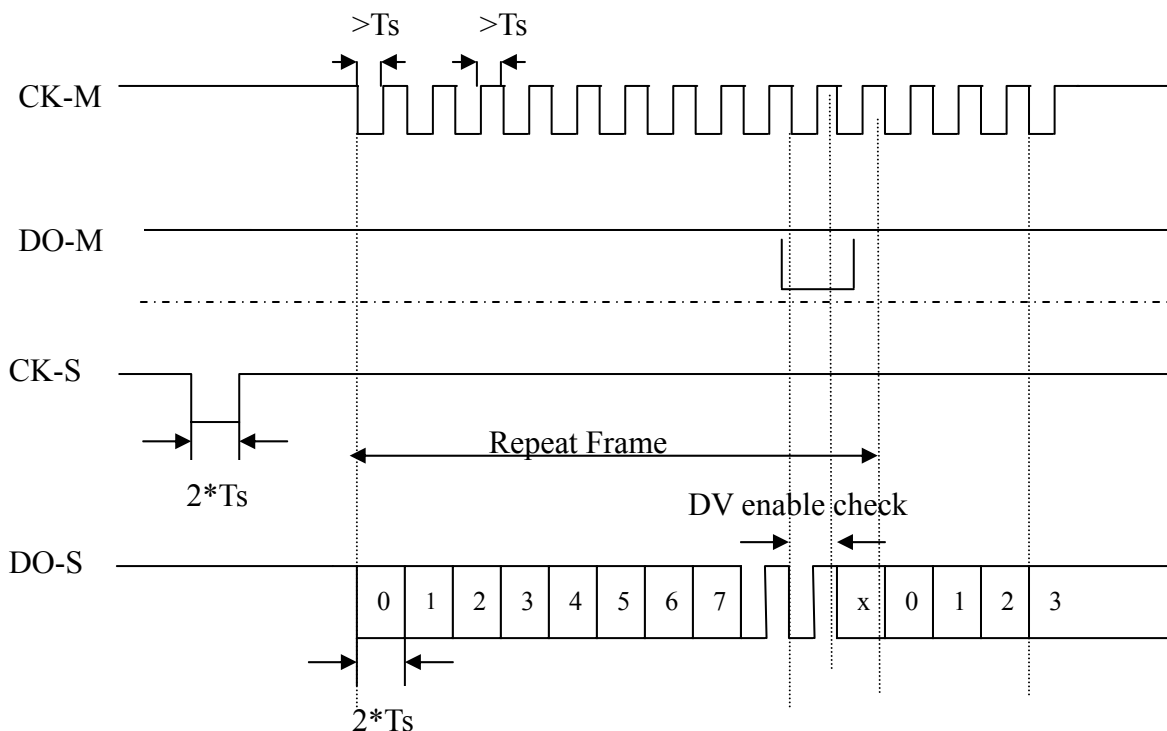 >Ts >Ts
CK-M
DO-M
CK-S
Repeat Frame
2*Ts
DV enable check
DO-S
0 1 2 3 4 5 6 7 x 0 1 2 3
2*Ts